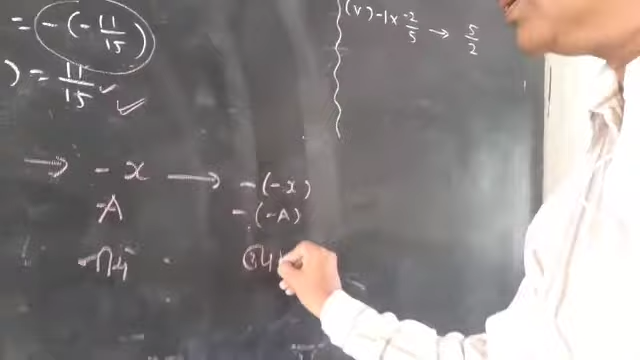 = -(-11/15)
) = 11/15 ✓✓
→ -x → -(-x)
-A -(-A)
(v) -1 x -2/5 → 5/2